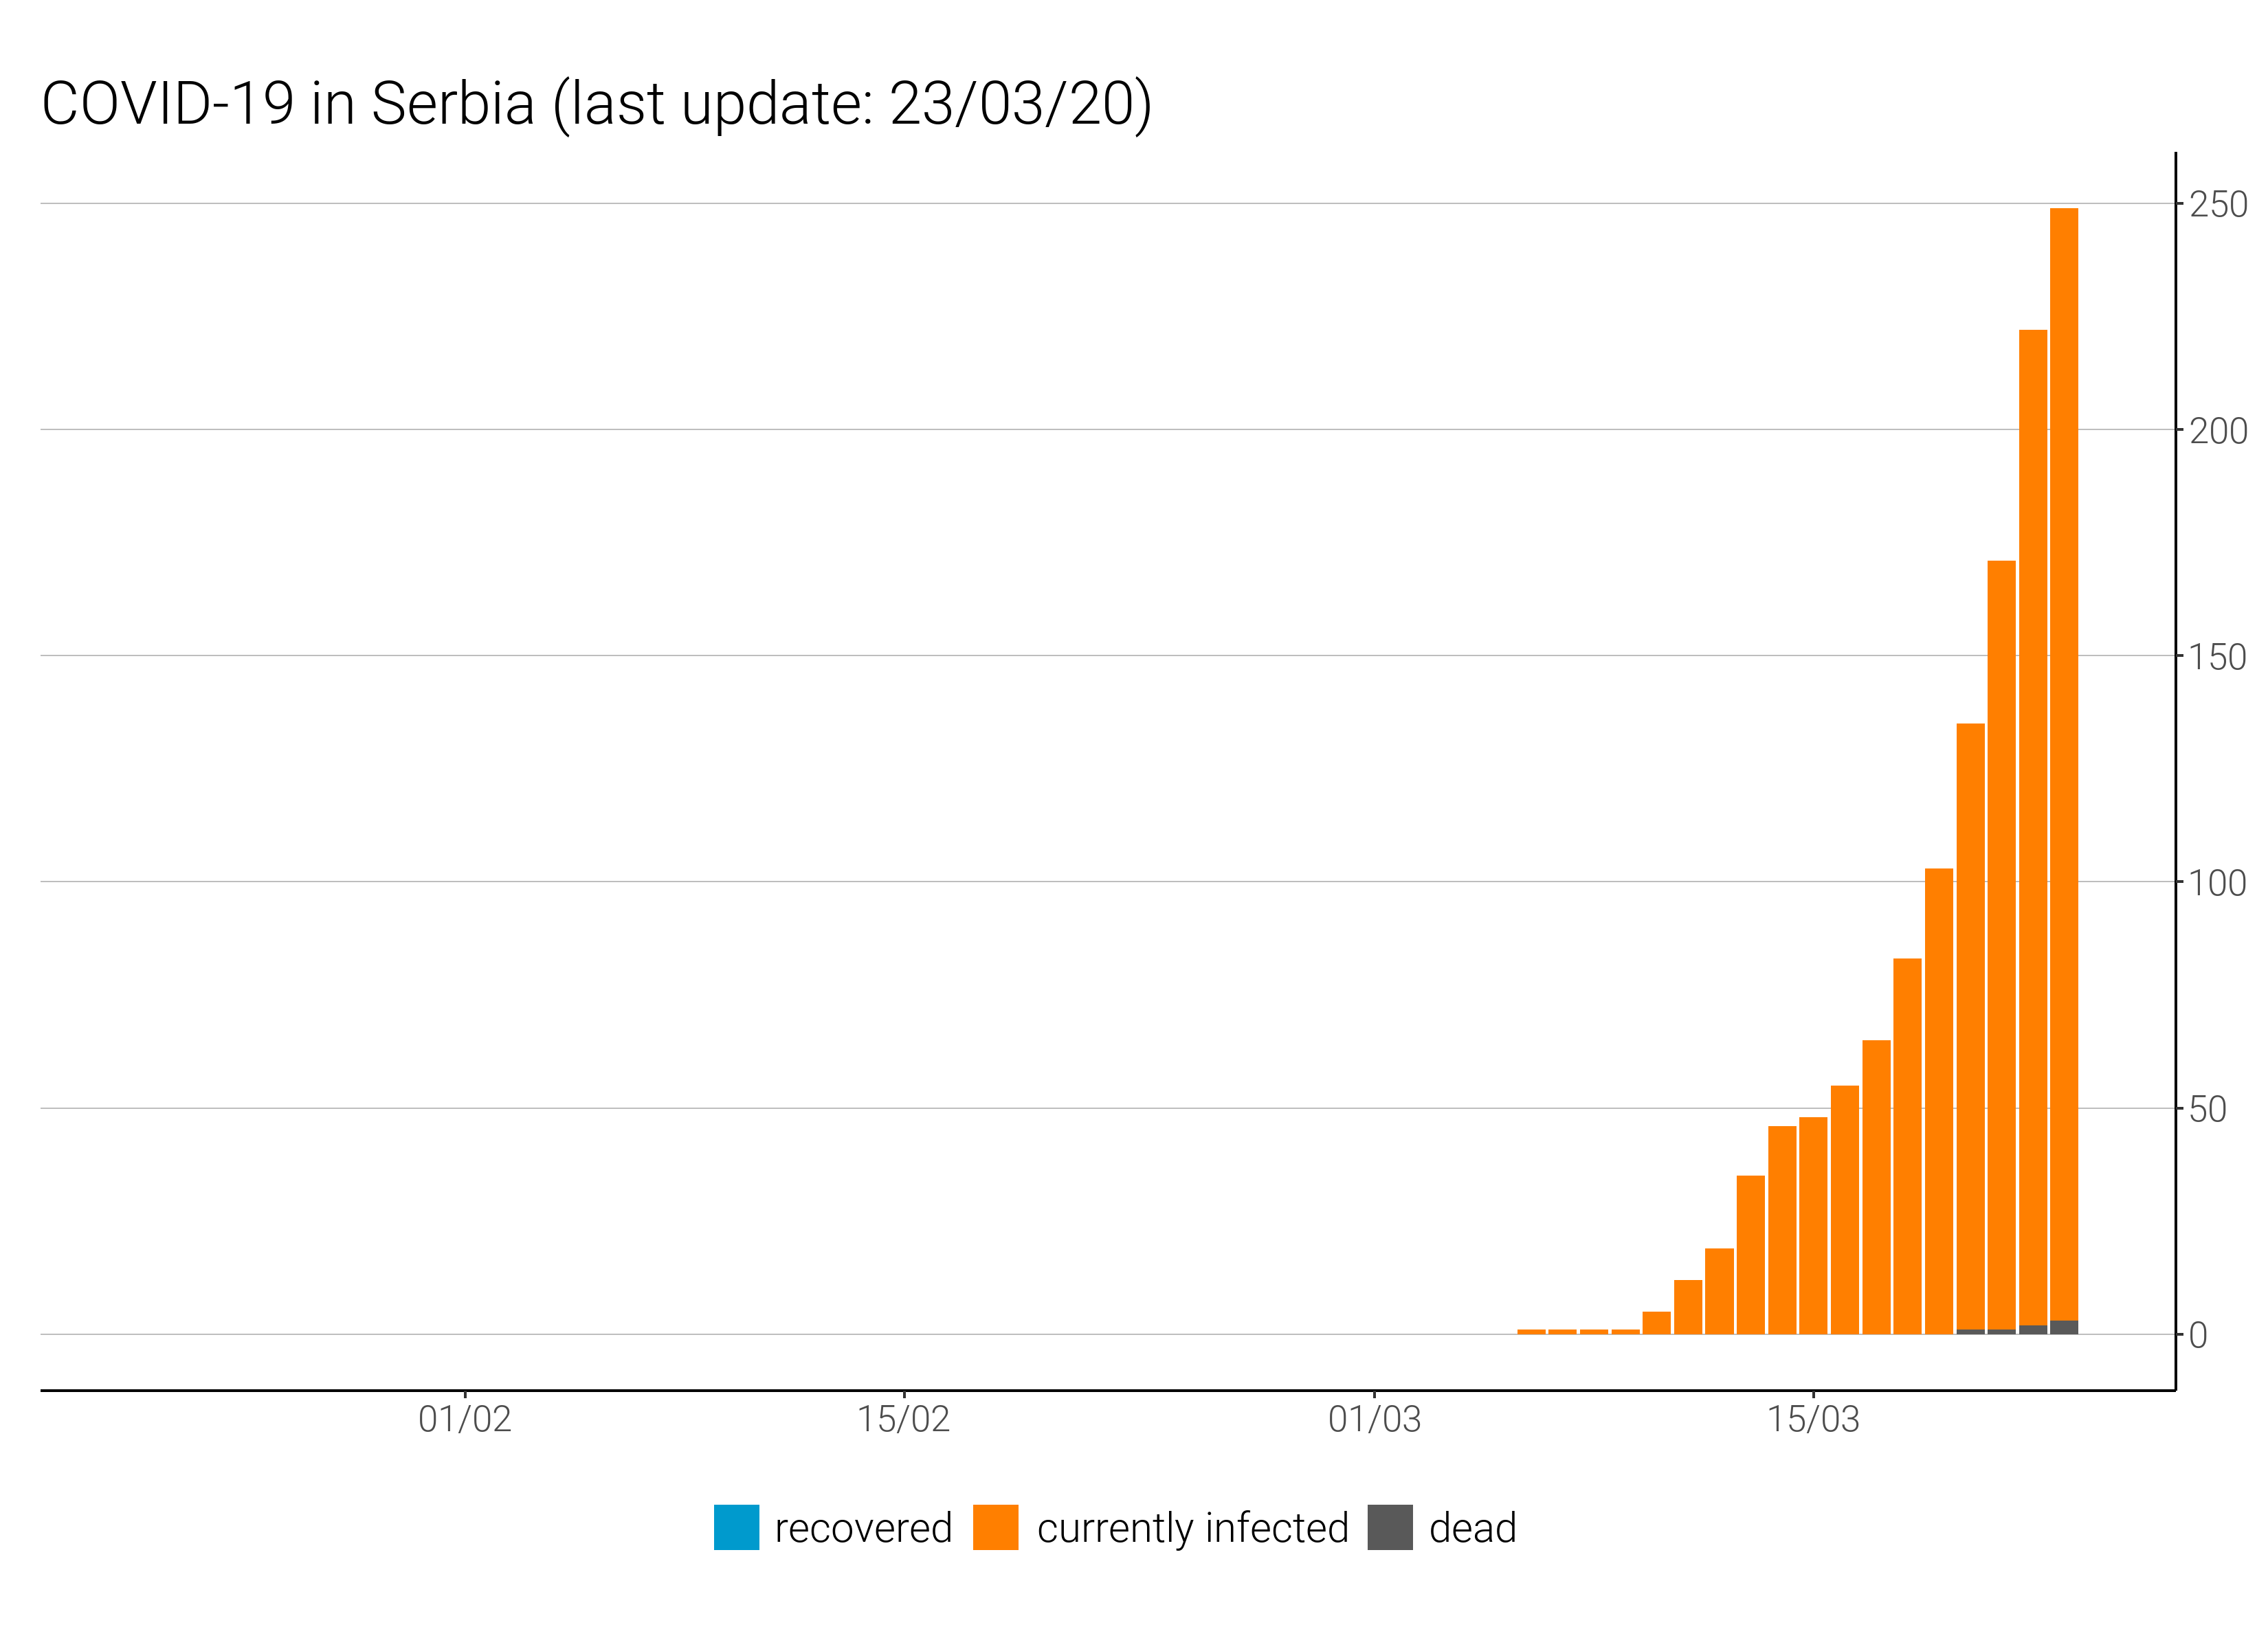 COVID-19 in Serbia (last update: 23/03/20)
250
200
150
100
50
0
01/02 15/02 01/03 15/03
recovered currently infected dead